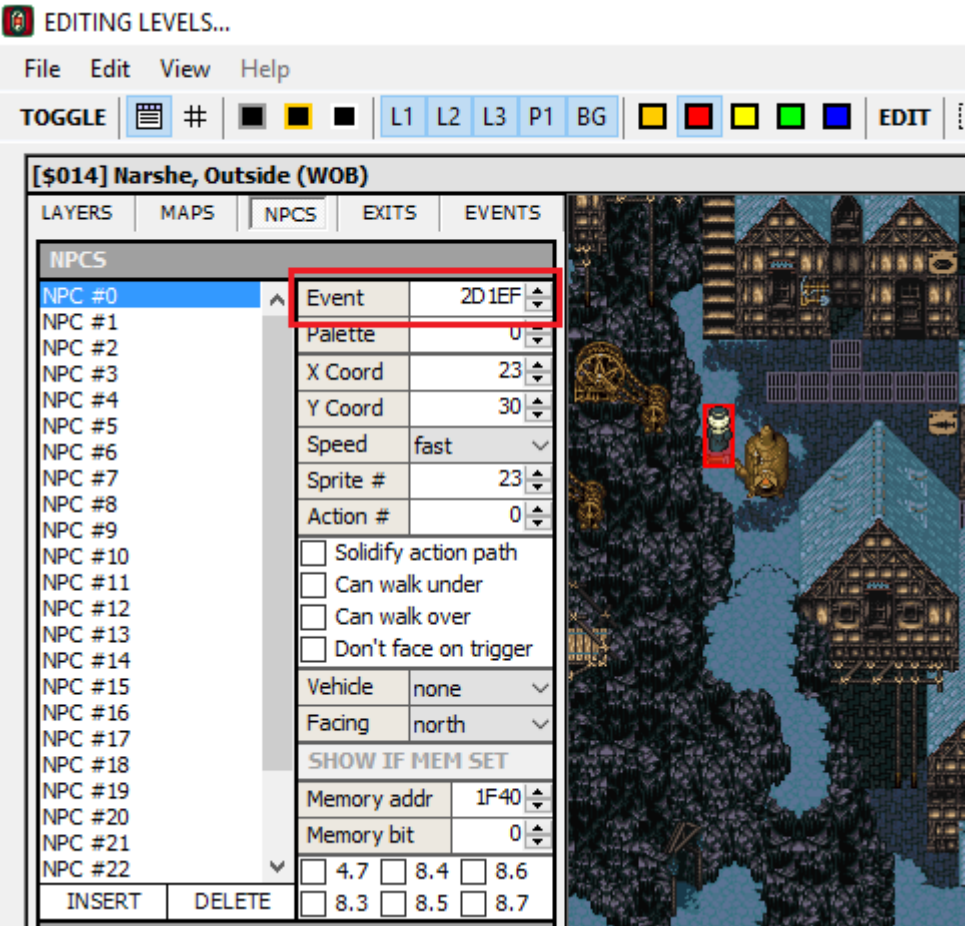 EDITING LEVELS...
File Edit View Help
TOGGLE # L1 L2 L3 P1 BG EDIT
[$014] Narshe, Outside (WOB)
LAYERS MAPS NPCS EXITS EVENTS
NPCS
NPC #0 Event 2D1EF
NPC #1 Palette 0
NPC #2
NPC #3 X Coord 23
NPC #4 Y Coord 30
NPC #5
NPC #6 Speed fast
NPC #7 Sprite # 23
NPC #8 Action # 0
NPC #9
NPC #10 Solidify action path
NPC #11 Can walk under
NPC #12 Can walk over
NPC #13
NPC #14 Don't face on trigger
NPC #15 Vehicle none
NPC #16
NPC #17 Facing north
NPC #18 SHOW IF MEM SET
NPC #19 Memory addr 1F40
NPC #20
NPC #21 Memory bit 0
NPC #22 4.7 8.4 8.6
INSERT DELETE 8.3 8.5 8.7